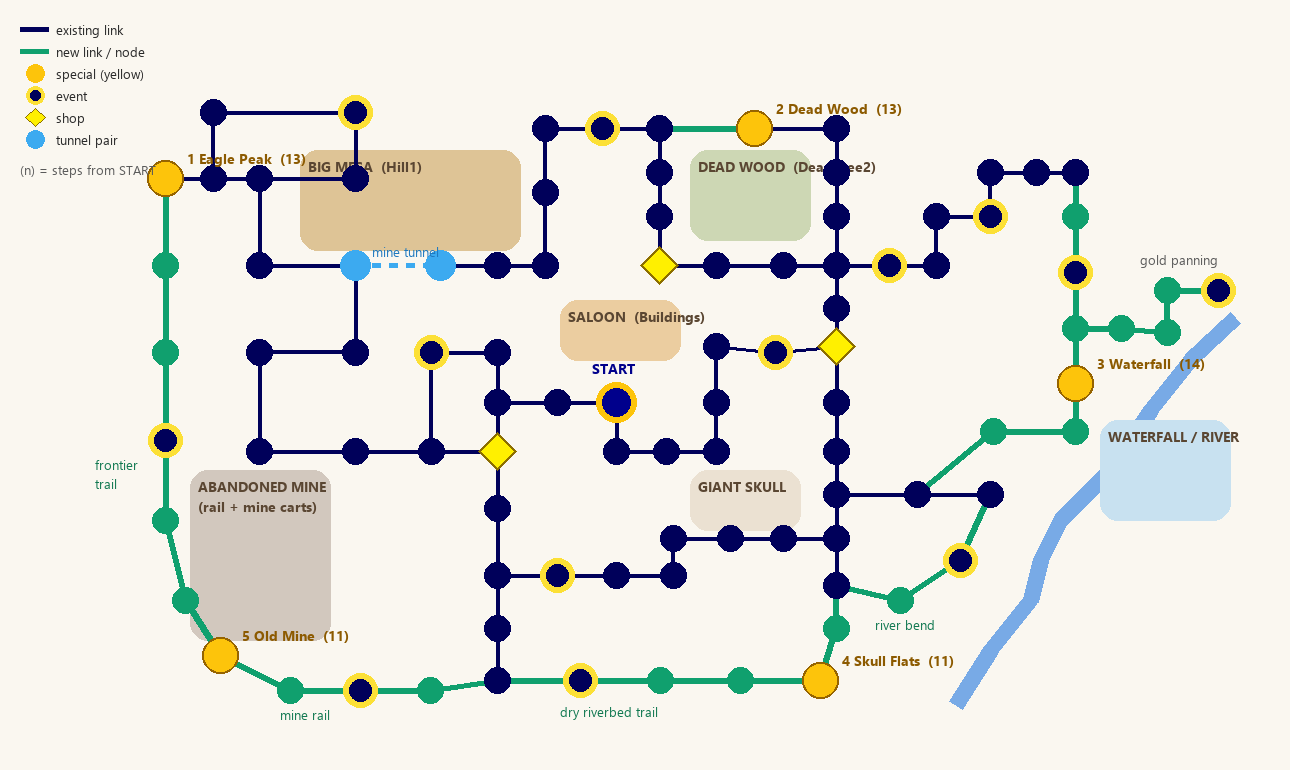 existing link
new link / node
special (yellow)
event
shop
tunnel pair
(n) = steps from START
1 Eagle Peak (13)
2 Dead Wood (13)
BIG MESA (Hill1)
DEAD WOOD (DeadTree2)
mine tunnel
gold panning
SALOON (Buildings)
START
3 Waterfall (14)
WATERFALL / RIVER
frontier
trail
ABANDONED MINE
(rail + mine carts)
GIANT SKULL
river bend
5 Old Mine (11)
4 Skull Flats (11)
mine rail
dry riverbed trail